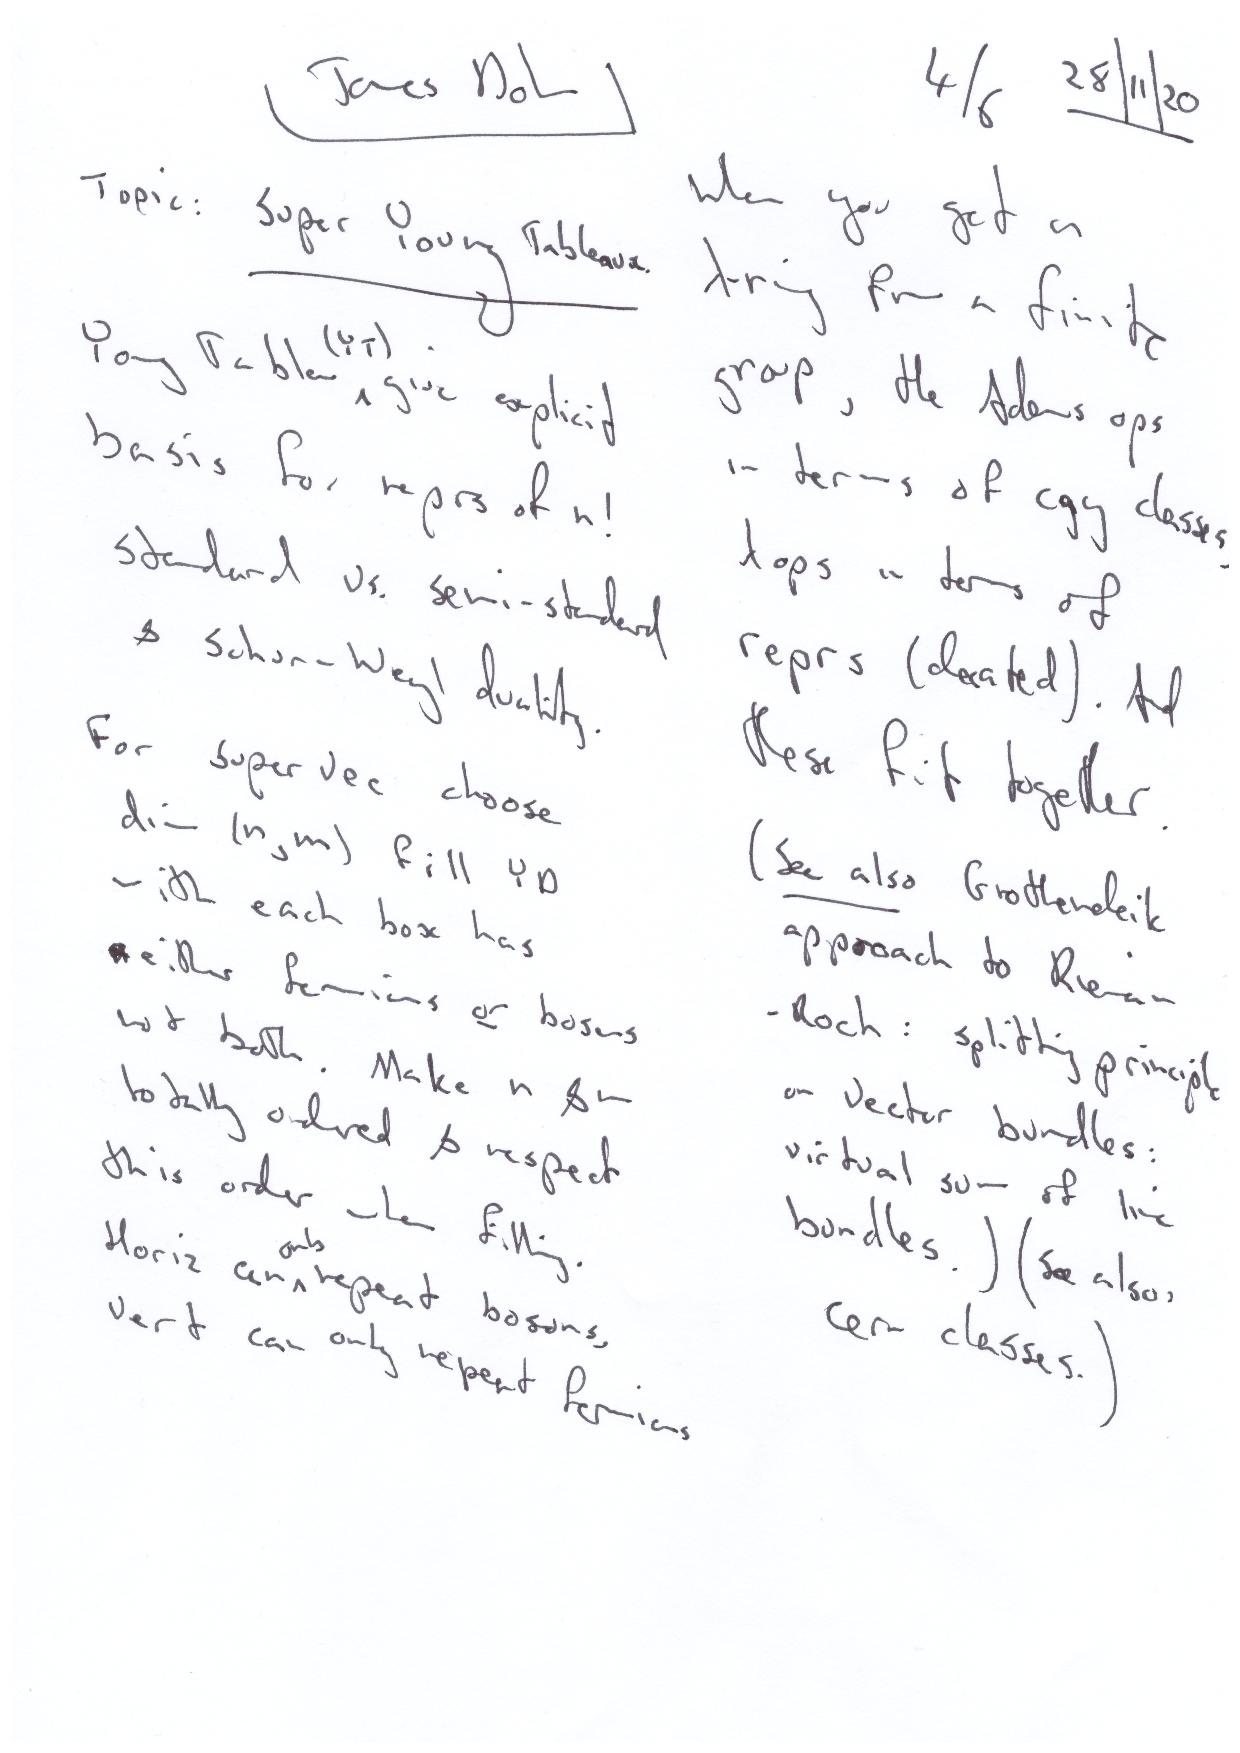 James Dol
4/6 28/11/20
Topic: Super Young Tableaux.
Young Tableau (YT) give explicit
basis for reprs of n!
standard vs. semi-standard
& Schur-Weyl duality.
For super vec choose
dim (n,m) fill YD
with each box has
either fermions or bosons
not both. Make n & m
totally ordered & respect
this order when filling.
Horiz can only repeat bosons,
vert can only repeat fermions
When you get a
λ-ring from a finite
group, the Adams ops
in terms of cgy classes,
λ ops in terms of
reprs (decated). And
these fit together.
(See also Grothendeik
approach to Rieman
-Roch: splitting principle
on vector bundles:
virtual sum of line
bundles.) (See also,
Cern classes.)